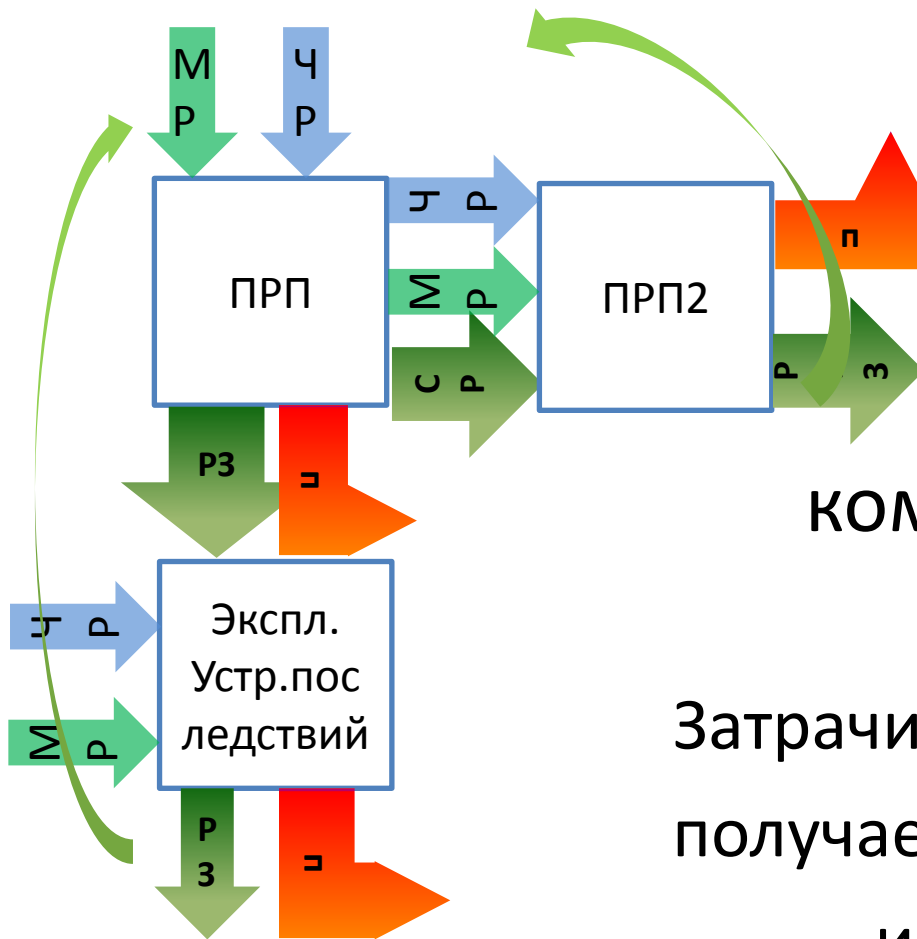 М
Р
Ч
Р
Ч Р
М Р
С Р
ПРП
ПРП2
п
Р З
РЗ
п
ком
Ч Р
М Р
Экспл.
Устр.пос
ледствий
Затрачи
получае
и
Р
З
п